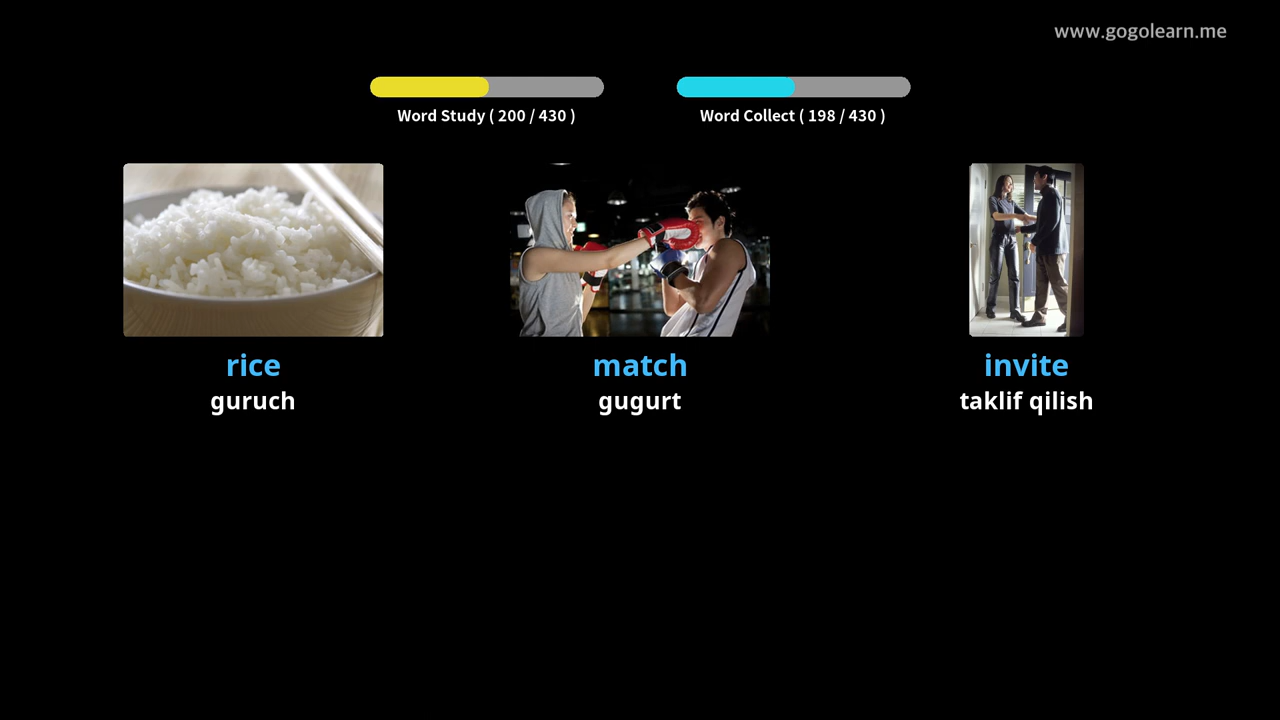 www.gogolearn.me
Word Study ( 200 / 430 )
Word Collect ( 198 / 430 )
rice
guruch
match
gugurt
invite
taklif qilish